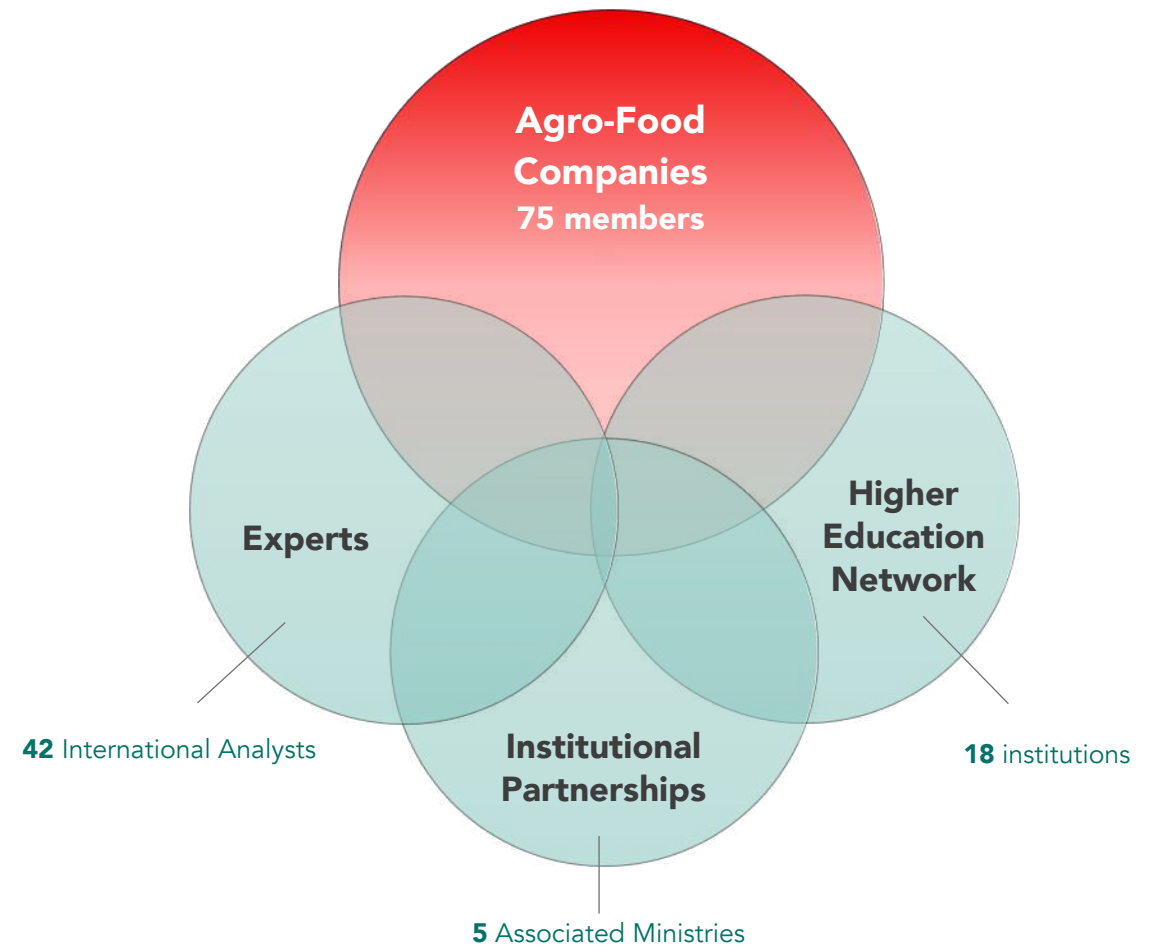 Agro-Food
Companies
75 members
Experts
Higher
Education
Network
42 International Analysts
Institutional
Partnerships
18 institutions
5 Associated Ministries